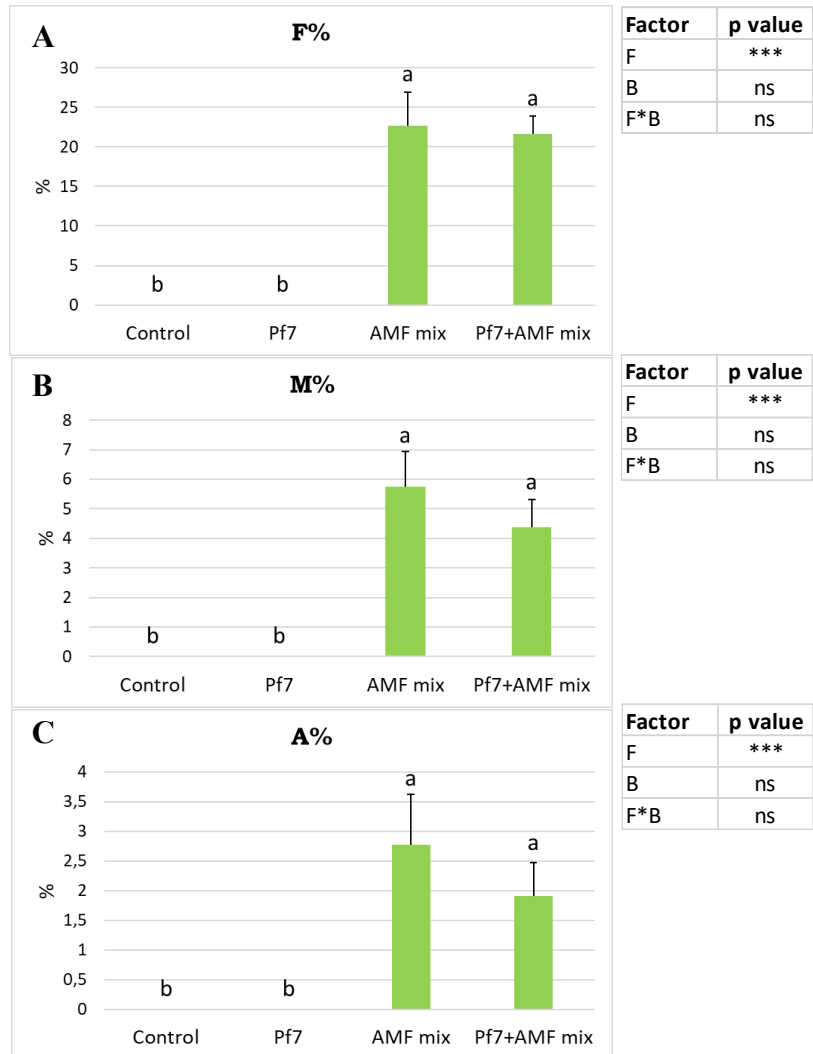 A
F%
30
25
20
15
10
5
0
%
a
a
b
b
Control Pf7 AMF mix Pf7+AMF mix
Factor p value
F ***
B ns
F*B ns
B
M%
8
7
6
5
4
3
2
1
0
%
a
a
b
b
Control Pf7 AMF mix Pf7+AMF mix
Factor p value
F ***
B ns
F*B ns
C
A%
4
3,5
3
2,5
2
1,5
1
0,5
0
%
a
a
b
b
Control Pf7 AMF mix Pf7+AMF mix
Factor p value
F ***
B ns
F*B ns